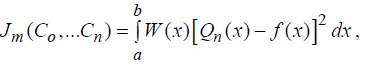 J_m(C_o,...C_n) = ∫_a^b W(x)[Q_n(x) − f(x)]² dx,